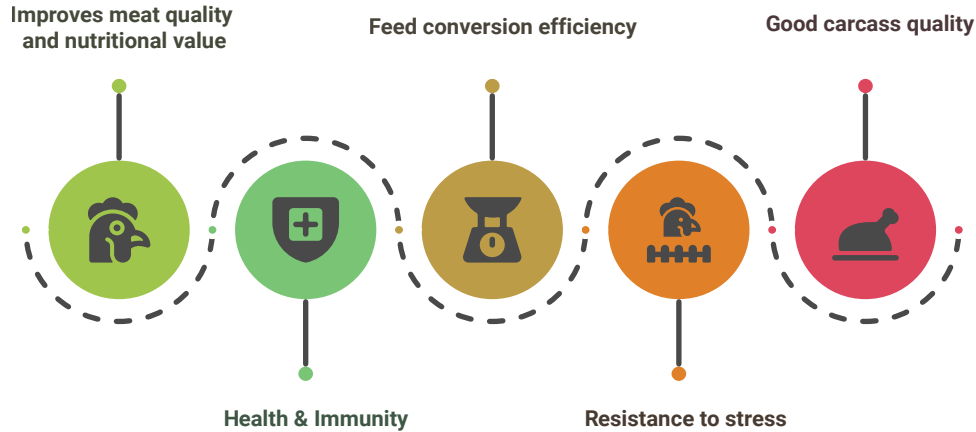 Improves meat quality
and nutritional value
Feed conversion efficiency
Good carcass quality
Health & Immunity
Resistance to stress